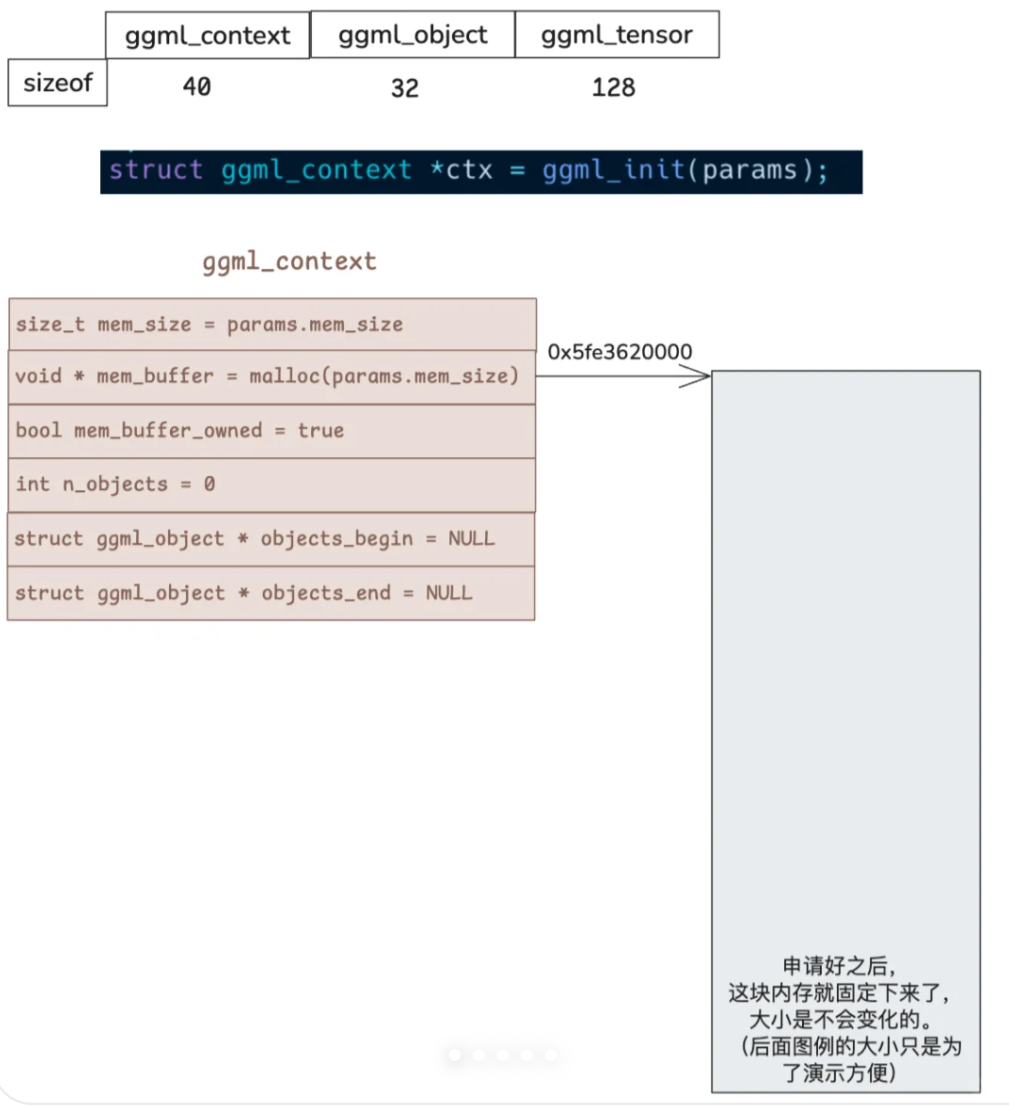 ggml_context ggml_object ggml_tensor
sizeof 40 32 128
struct ggml_context *ctx = ggml_init(params);
ggml_context
size_t mem_size = params.mem_size
void * mem_buffer = malloc(params.mem_size)
0x5fe3620000
bool mem_buffer_owned = true
int n_objects = 0
struct ggml_object * objects_begin = NULL
struct ggml_object * objects_end = NULL
申请好之后,
这块内存就固定下来了,
大小是不会变化的。
(后面图例的大小只是为
了演示方便)